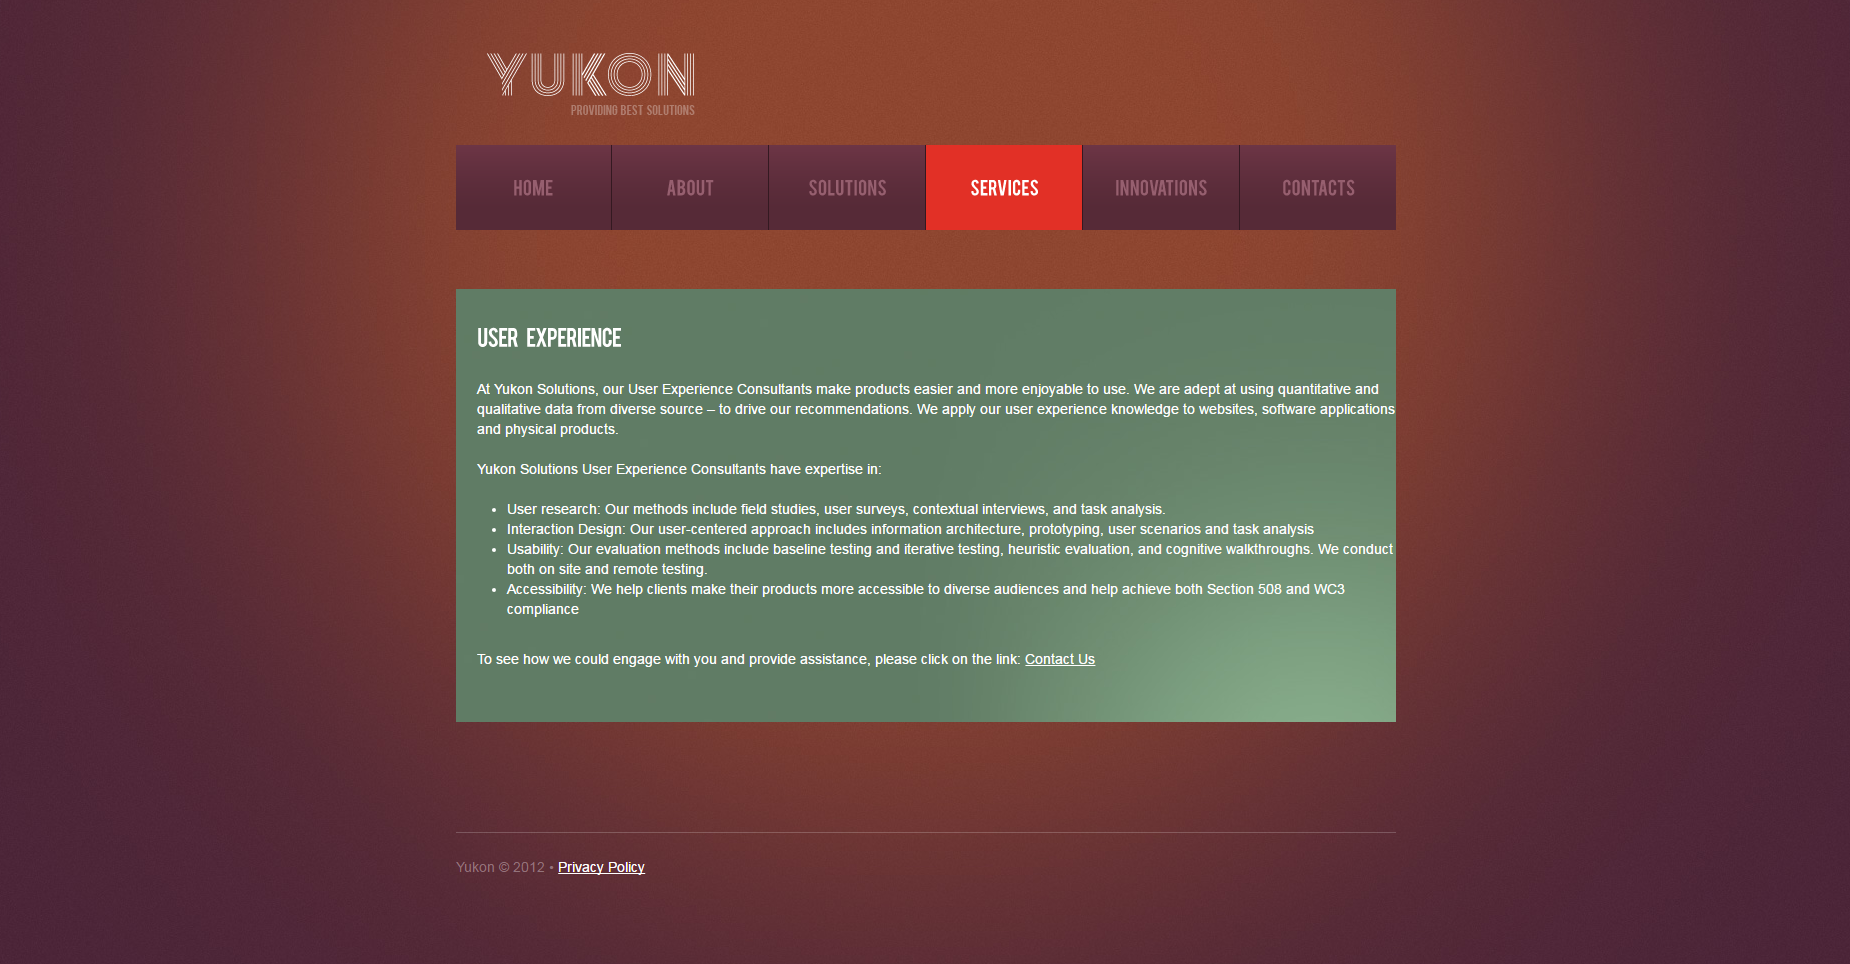 YUKON
PROVIDING BEST SOLUTIONS
HOME ABOUT SOLUTIONS SERVICES INNOVATIONS CONTACTS
USER EXPERIENCE
At Yukon Solutions, our User Experience Consultants make products easier and more enjoyable to use. We are adept at using quantitative and
qualitative data from diverse source – to drive our recommendations. We apply our user experience knowledge to websites, software applications
and physical products.
Yukon Solutions User Experience Consultants have expertise in:
• User research: Our methods include field studies, user surveys, contextual interviews, and task analysis.
• Interaction Design: Our user-centered approach includes information architecture, prototyping, user scenarios and task analysis
• Usability: Our evaluation methods include baseline testing and iterative testing, heuristic evaluation, and cognitive walkthroughs. We conduct
both on site and remote testing.
• Accessibility: We help clients make their products more accessible to diverse audiences and help achieve both Section 508 and WC3
compliance
To see how we could engage with you and provide assistance, please click on the link: Contact Us
Yukon © 2012 • Privacy Policy